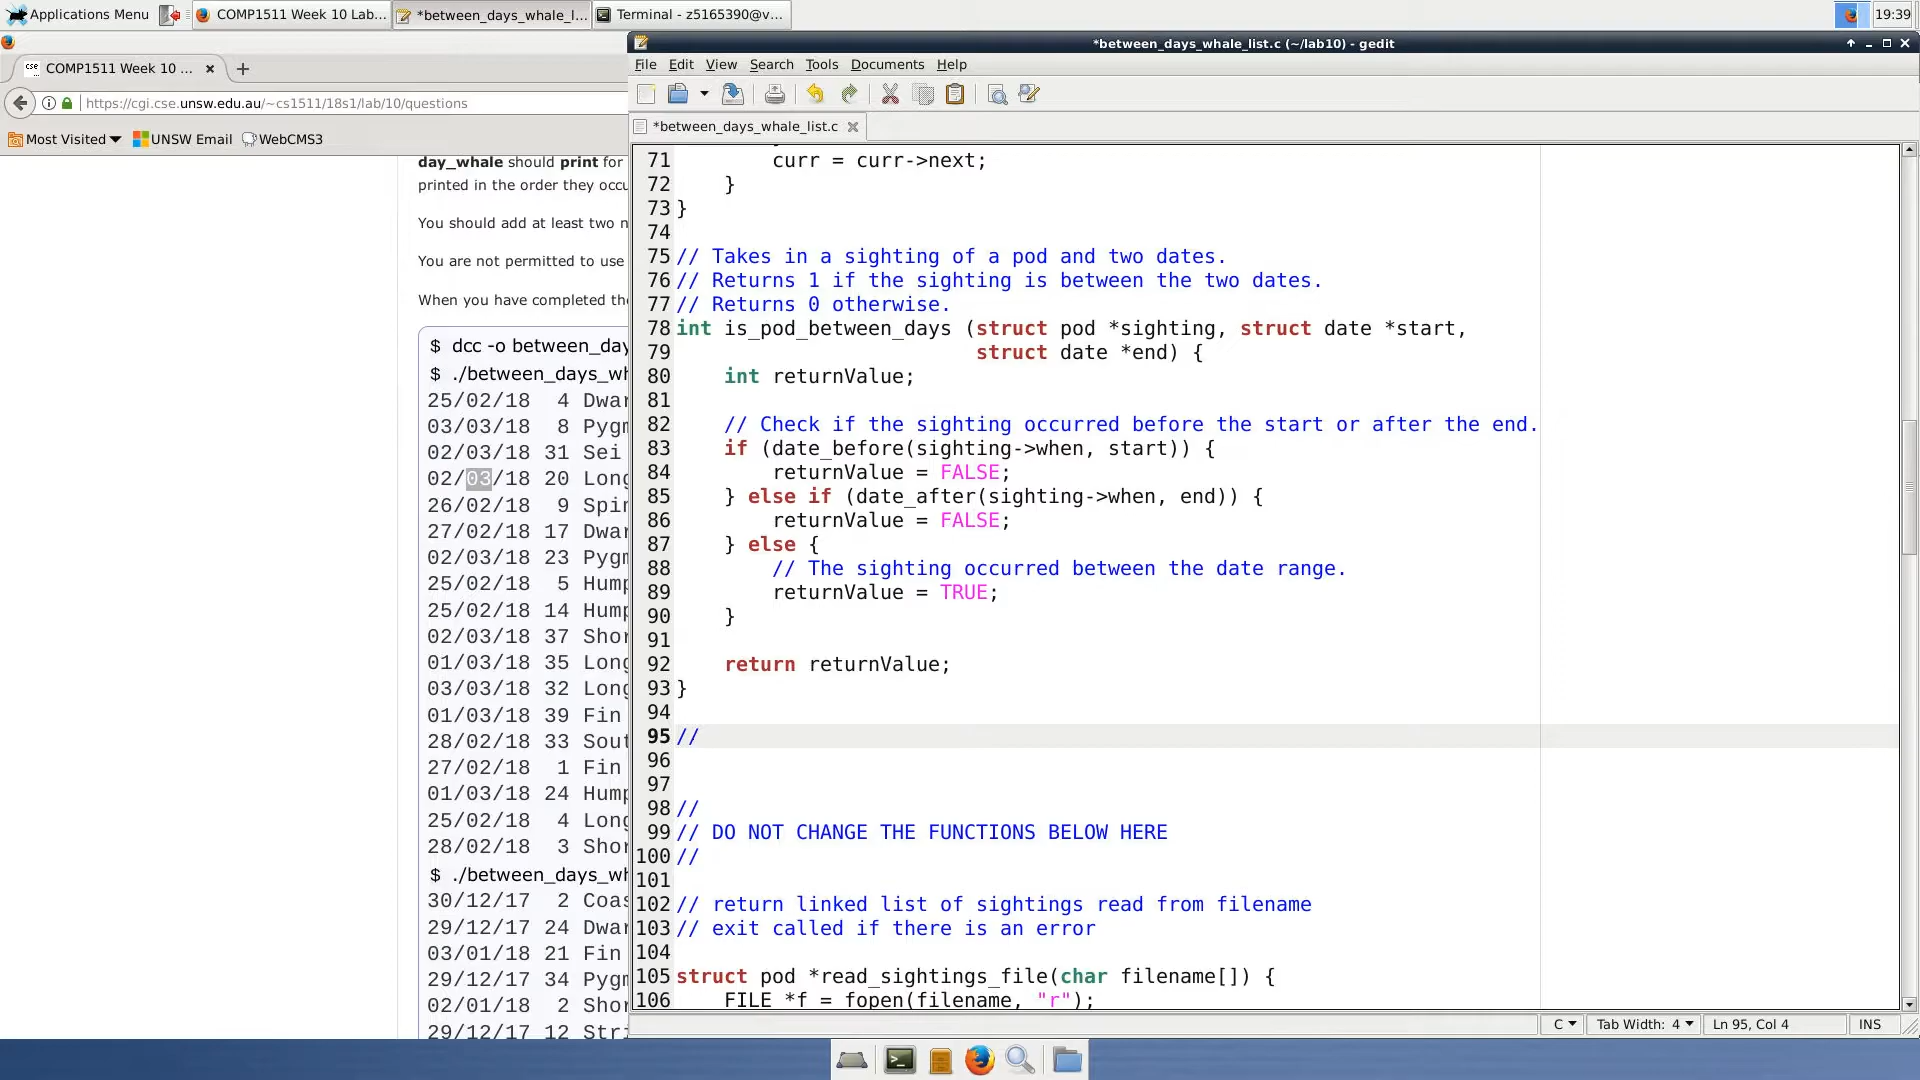 Applications Menu
COMP1511 Week 10 Lab...
*between_days_whale_l...
Terminal - z5165390@v...
19:39
*between_days_whale_list.c (~/lab10) - gedit
COMP1511 Week 10 ...
File Edit View Search Tools Documents Help
https://cgi.cse.unsw.edu.au/~cs1511/18s1/lab/10/questions
Most Visited
UNSW Email
WebCMS3
*between_days_whale_list.c
day_whale should print for
printed in the order they occu
You should add at least two n
You are not permitted to use
When you have completed the
$ dcc -o between_day
$ ./between_days_wh
25/02/18 4 Dwar
03/03/18 8 Pygm
02/03/18 31 Sei
02/03/18 20 Long
26/02/18 9 Spin
27/02/18 17 Dwar
02/03/18 23 Pygm
25/02/18 5 Hump
25/02/18 14 Hump
02/03/18 37 Shor
01/03/18 35 Long
03/03/18 32 Long
01/03/18 39 Fin
28/02/18 33 Sout
27/02/18 1 Fin
01/03/18 24 Hump
25/02/18 4 Long
28/02/18 3 Shor
$ ./between_days_wh
30/12/17 2 Coas
29/12/17 24 Dwar
03/01/18 21 Fin
29/12/17 34 Pygm
02/01/18 2 Shor
29/12/17 12 Stri
71 curr = curr->next;
72 }
73 }
74
75 // Takes in a sighting of a pod and two dates.
76 // Returns 1 if the sighting is between the two dates.
77 // Returns 0 otherwise.
78 int is_pod_between_days (struct pod *sighting, struct date *start,
79 struct date *end) {
80 int returnValue;
81
82 // Check if the sighting occurred before the start or after the end.
83 if (date_before(sighting->when, start)) {
84 returnValue = FALSE;
85 } else if (date_after(sighting->when, end)) {
86 returnValue = FALSE;
87 } else {
88 // The sighting occurred between the date range.
89 returnValue = TRUE;
90 }
91
92 return returnValue;
93 }
94
95 //
96
97
98 //
99 // DO NOT CHANGE THE FUNCTIONS BELOW HERE
100 //
101
102 // return linked list of sightings read from filename
103 // exit called if there is an error
104
105 struct pod *read_sightings_file(char filename[]) {
106 FILE *f = fopen(filename, "r");
C Tab Width: 4 Ln 95, Col 4 INS